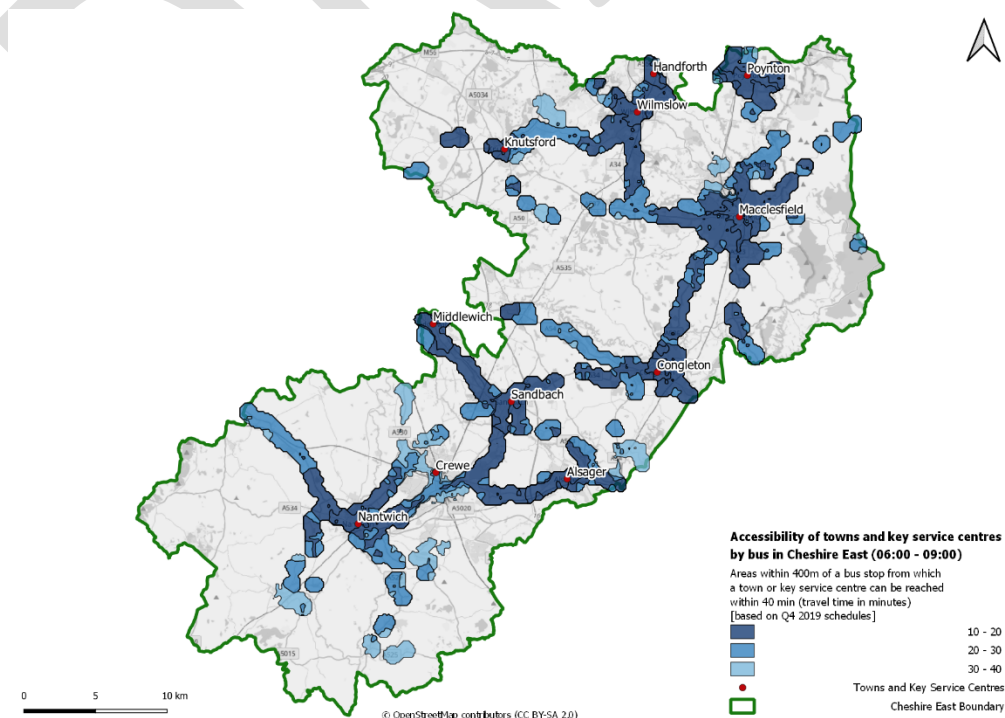 M56
A5034
Handforth
Poynton
Wilmslow
Knutsford
A34
Macclesfield
A50
A535
Middlewich
Congleton
Sandbach
A530
Crewe
Alsager
A534
A5020
Nantwich
Accessibility of towns and key service centres
by bus in Cheshire East (06:00 - 09:00)
Areas within 400m of a bus stop from which
a town or key service centre can be reached
within 40 min (travel time in minutes)
[based on Q4 2019 schedules]
10 - 20
20 - 30
30 - 40
Towns and Key Service Centres
Cheshire East Boundary
0 5 10 km
© OpenStreetMap contributors (CC BY-SA 2.0)